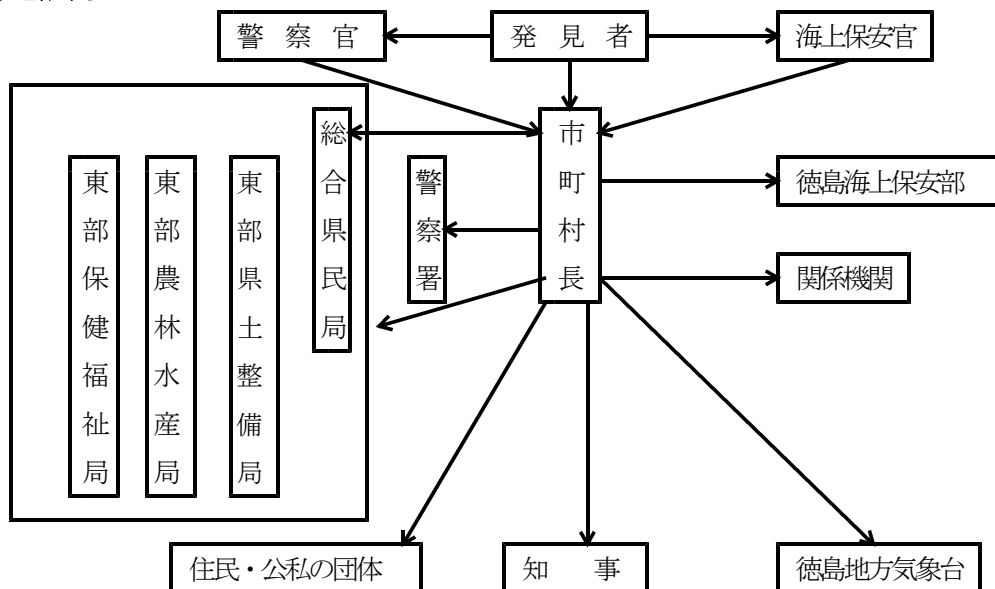 警察官
発見者
海上保安官
総合県民局
市町村長
東部保健福祉局
東部農林水産局
東部県土整備局
警察署
徳島海上保安部
関係機関
住民・公私の団体
知事
徳島地方気象台